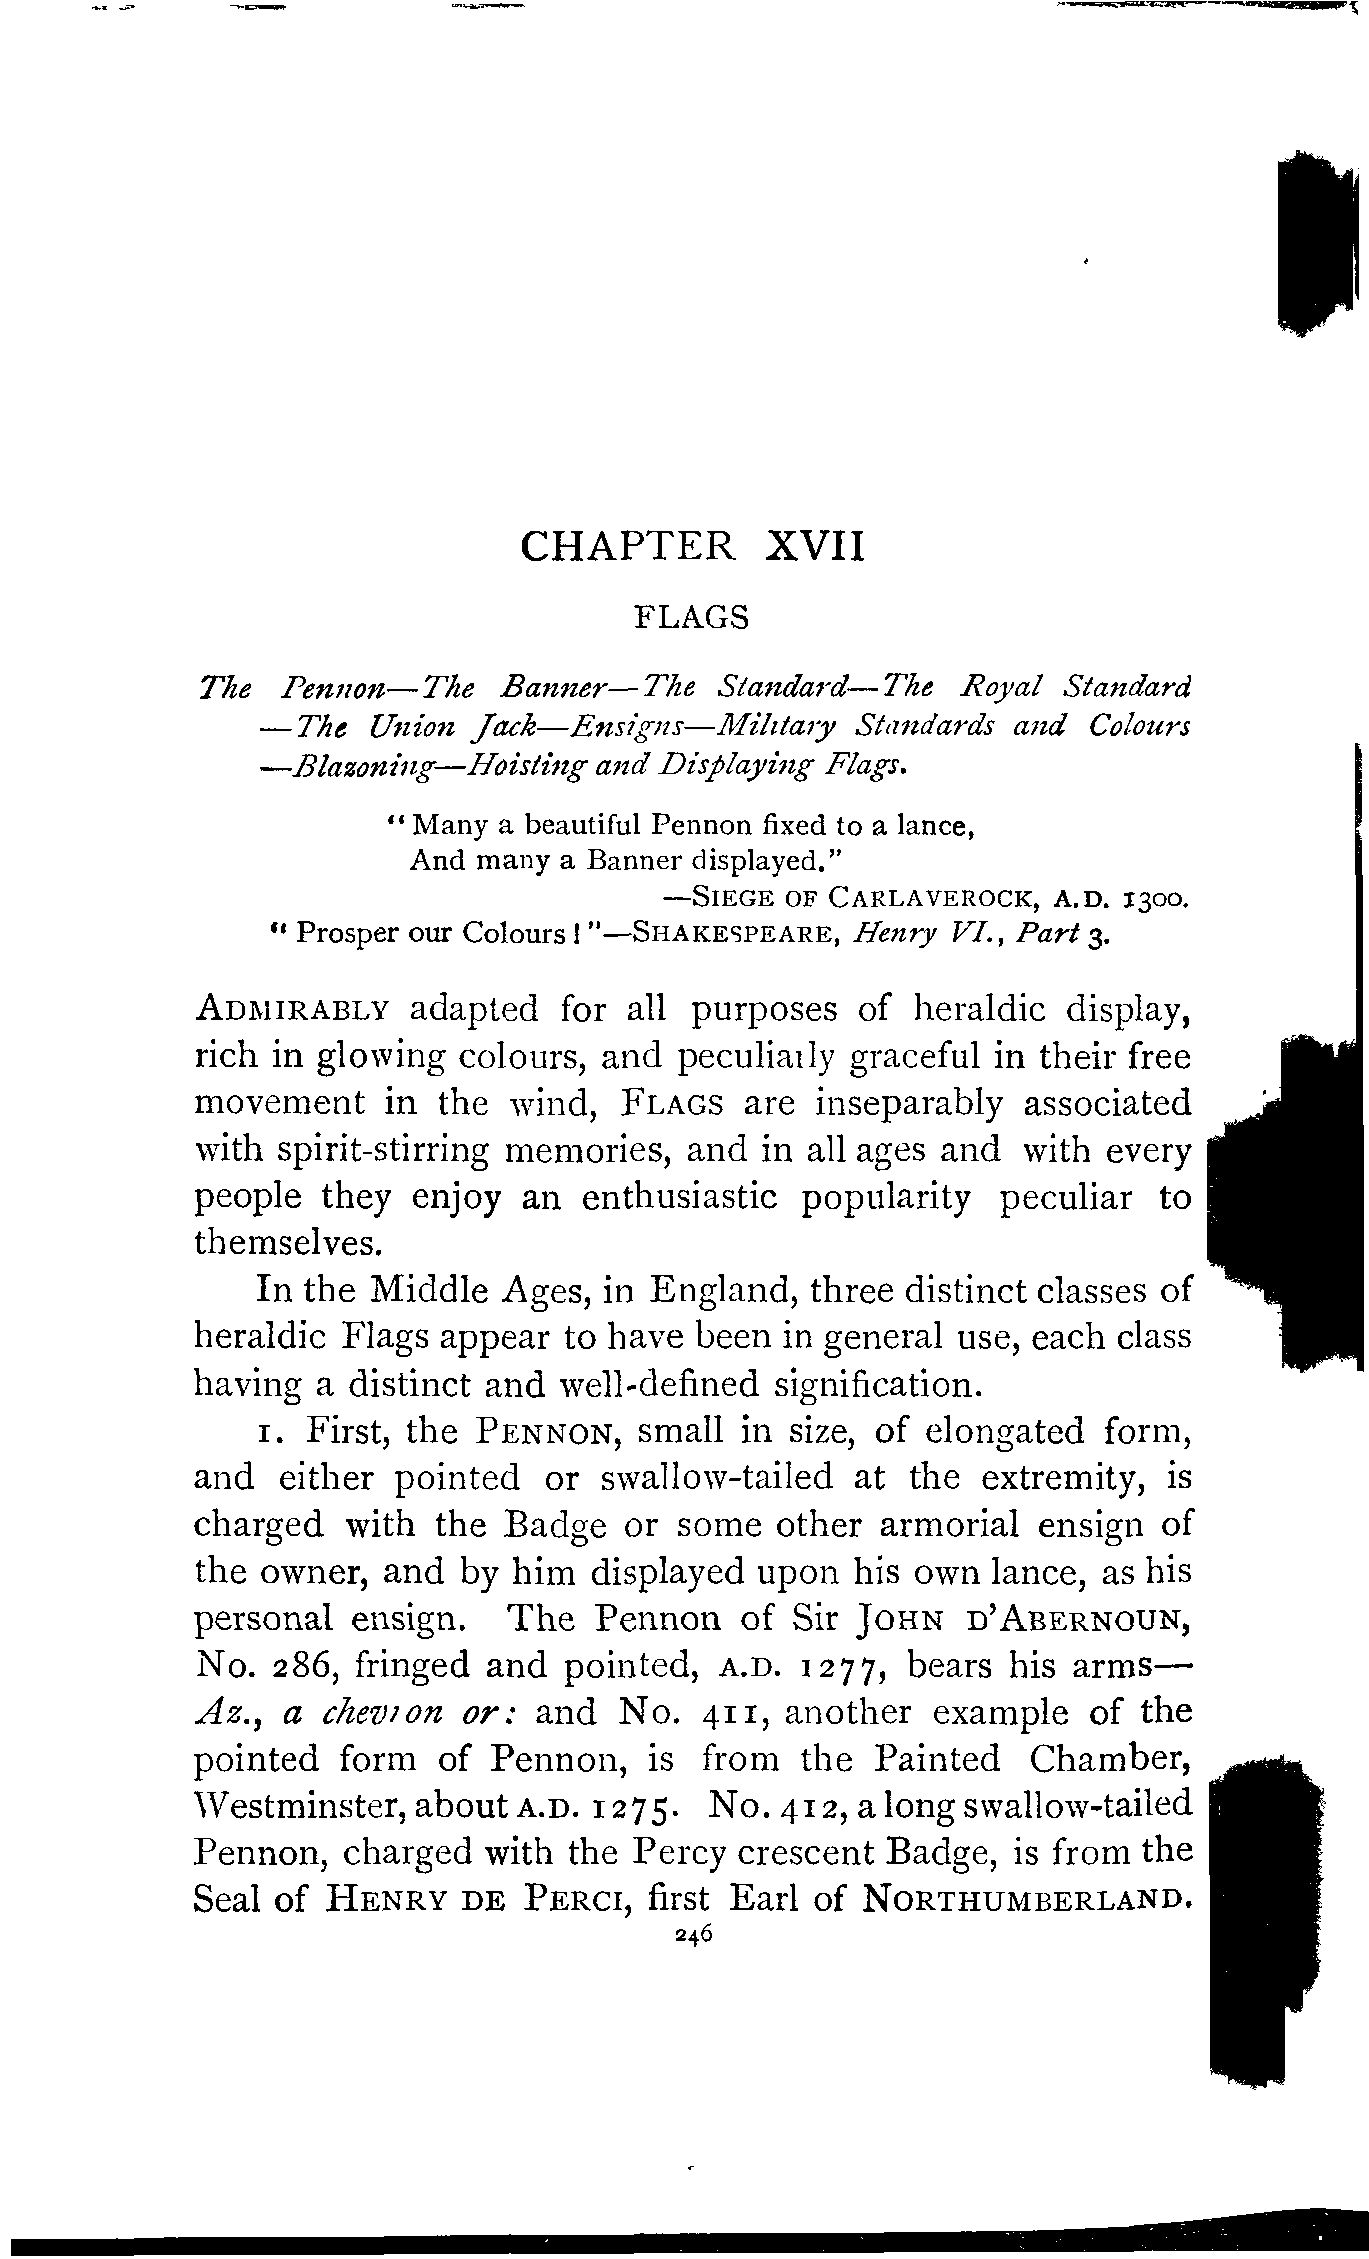 CHAPTER XVII
FLAGS
The Pennon—The Banner—The Standard—The Royal Standard
—The Union Jack—Ensigns—Military Standards and Colours
—Blazoning—Hoisting and Displaying Flags.
“Many a beautiful Pennon fixed to a lance,
And many a Banner displayed.”
—SIEGE OF CARLAVEROCK, A.D. 1300.
“Prosper our Colours!”—SHAKESPEARE, Henry VI., Part 3.
ADMIRABLY adapted for all purposes of heraldic display,
rich in glowing colours, and peculiarly graceful in their free
movement in the wind, FLAGS are inseparably associated
with spirit-stirring memories, and in all ages and with every
people they enjoy an enthusiastic popularity peculiar to
themselves.
In the Middle Ages, in England, three distinct classes of
heraldic Flags appear to have been in general use, each class
having a distinct and well-defined signification.
1. First, the PENNON, small in size, of elongated form,
and either pointed or swallow-tailed at the extremity, is
charged with the Badge or some other armorial ensign of
the owner, and by him displayed upon his own lance, as his
personal ensign. The Pennon of Sir JOHN D’ABERNOUN,
No. 286, fringed and pointed, A.D. 1277, bears his arms—
Az., a chevron or: and No. 411, another example of the
pointed form of Pennon, is from the Painted Chamber,
Westminster, about A.D. 1275. No. 412, a long swallow-tailed
Pennon, charged with the Percy crescent Badge, is from the
Seal of HENRY DE PERCI, first Earl of NORTHUMBERLAND.
246